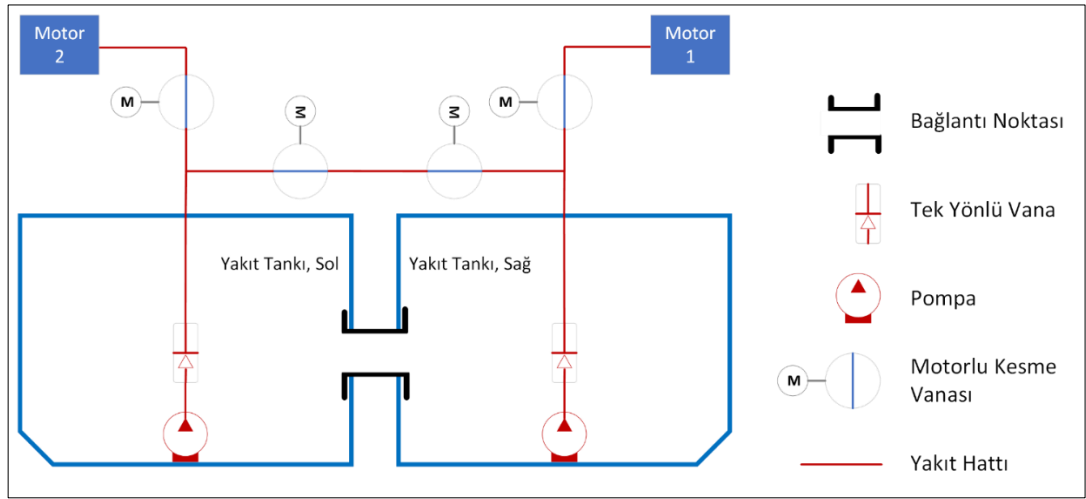 Motor
2
Motor
1
M
M
M
M
Yakıt Tankı, Sol
Yakıt Tankı, Sağ
Bağlantı Noktası
Tek Yönlü Vana
Pompa
M
Motorlu Kesme
Vanası
Yakıt Hattı